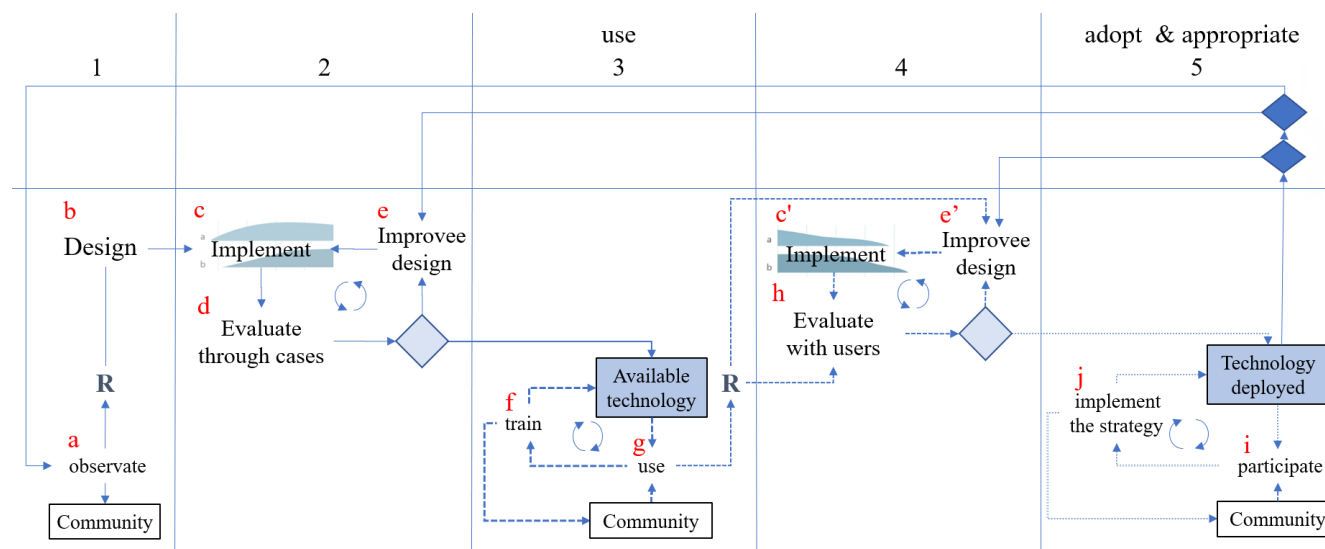 use
adopt & appropriate
1
2
3
4
5
b
Design
R
a
observate
Community
c
a
Implement
b
e
Improvee
design
d
Evaluate
through cases
Available
technology
f
train
g
use
Community
R
c'
a
Implement
b
e’
Improvee
design
h
Evaluate
with users
Technology
deployed
j
implement
the strategy
i
participate
Community